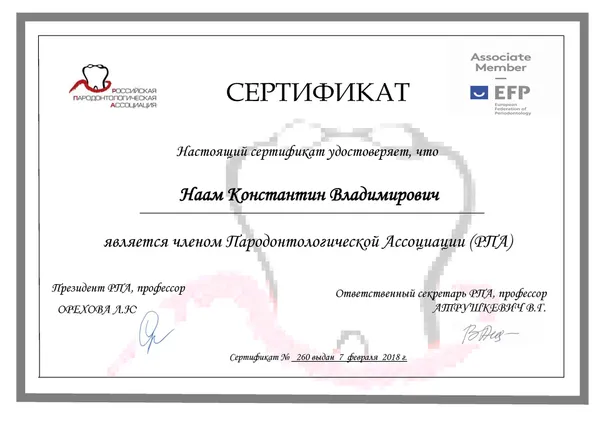 РОССИЙСКАЯ
ПАРОДОНТОЛОГИЧЕСКАЯ
АССОЦИАЦИЯ
Associate
Member
EFP
European
Federation of
Periodontology
СЕРТИФИКАТ
Настоящий сертификат удостоверяет, что
Наам Константин Владимирович
является членом Пародонтологической Ассоциации (РПА)
Президент РПА, профессор
ОРЕХОВА Л.Ю
Ответственный секретарь РПА, профессор
АТРУШКЕВИЧ В.Г.
Сертификат № 260 выдан 7 февраля 2018 г.